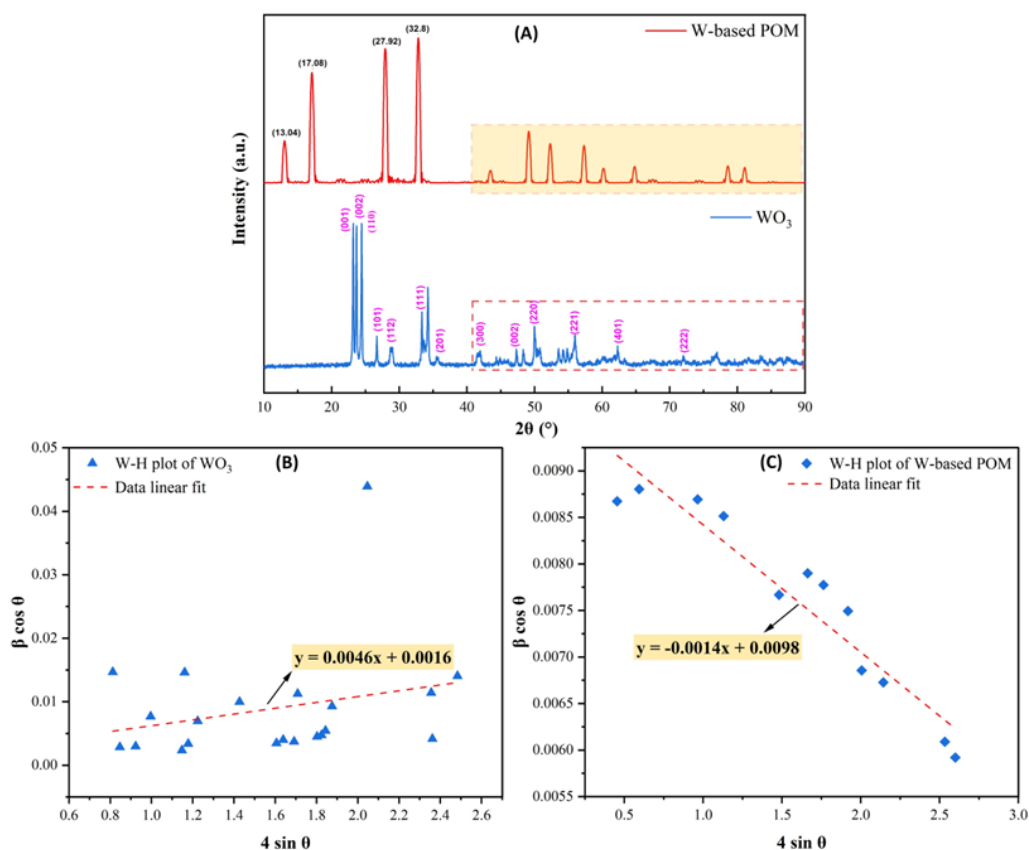 (A)
W-based POM
(13.04)
(17.08)
(27.92)
(32.8)
WO3
(001)
(002)
(110)
(101)
(112)
(111)
(201)
(300)
(002)
(220)
(221)
(401)
(222)
Intensity (a.u.)
10 20 30 40 50 60 70 80 90
2θ (°)
(B)
W-H plot of WO3
Data linear fit
y = 0.0046x + 0.0016
β cos θ
0.05
0.04
0.03
0.02
0.01
0.00
0.6 0.8 1.0 1.2 1.4 1.6 1.8 2.0 2.2 2.4 2.6
4 sin θ
(C)
W-H plot of W-based POM
Data linear fit
y = -0.0014x + 0.0098
β cos θ
0.0090
0.0085
0.0080
0.0075
0.0070
0.0065
0.0060
0.0055
0.5 1.0 1.5 2.0 2.5 3.0
4 sin θ